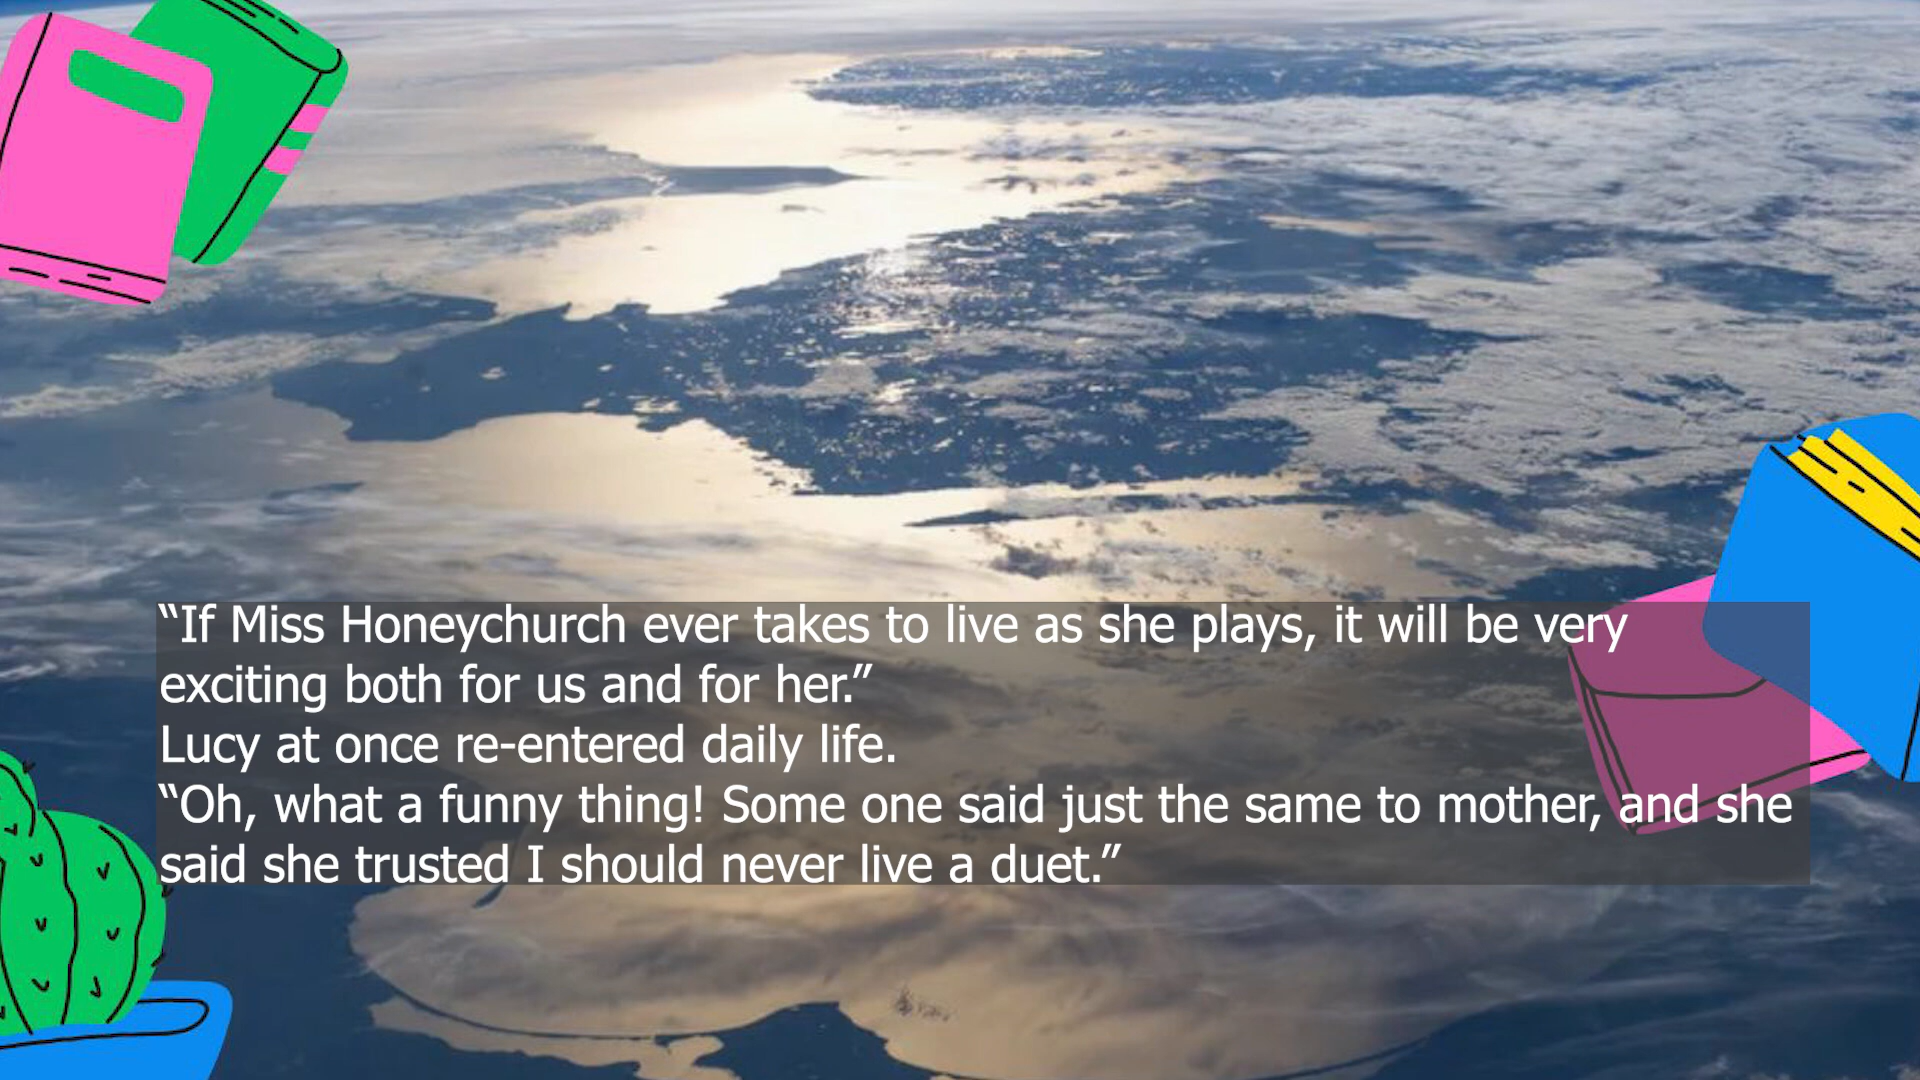 “If Miss Honeychurch ever takes to live as she plays, it will be very
exciting both for us and for her.”
Lucy at once re-entered daily life.
“Oh, what a funny thing! Some one said just the same to mother, and she
said she trusted I should never live a duet.”